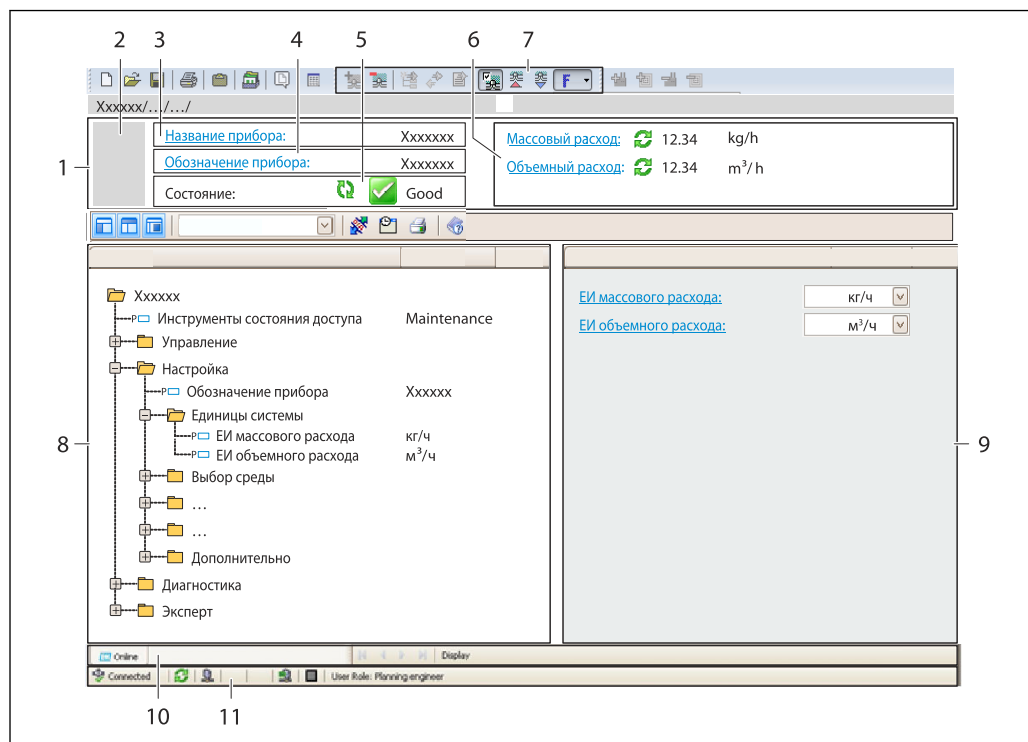 2 3 4 5 6 7
F
Xxxxxx/.../.../
1
Название прибора: Xxxxxxx
Обозначение прибора: Xxxxxxx
Состояние: Good
Массовый расход: 12.34 kg/h
Объемный расход: 12.34 m³/h
Xxxxxx
P Инструменты состояния доступа Maintenance
Управление
Настройка
P Обозначение прибора Xxxxxx
Единицы системы
P ЕИ массового расхода кг/ч
P ЕИ объемного расхода м³/ч
Выбор среды
...
...
Дополнительно
Диагностика
Эксперт
8
ЕИ массового расхода: кг/ч
ЕИ объемного расхода: м³/ч
9
Online Display
Connected User Role: Planning engineer
10 11